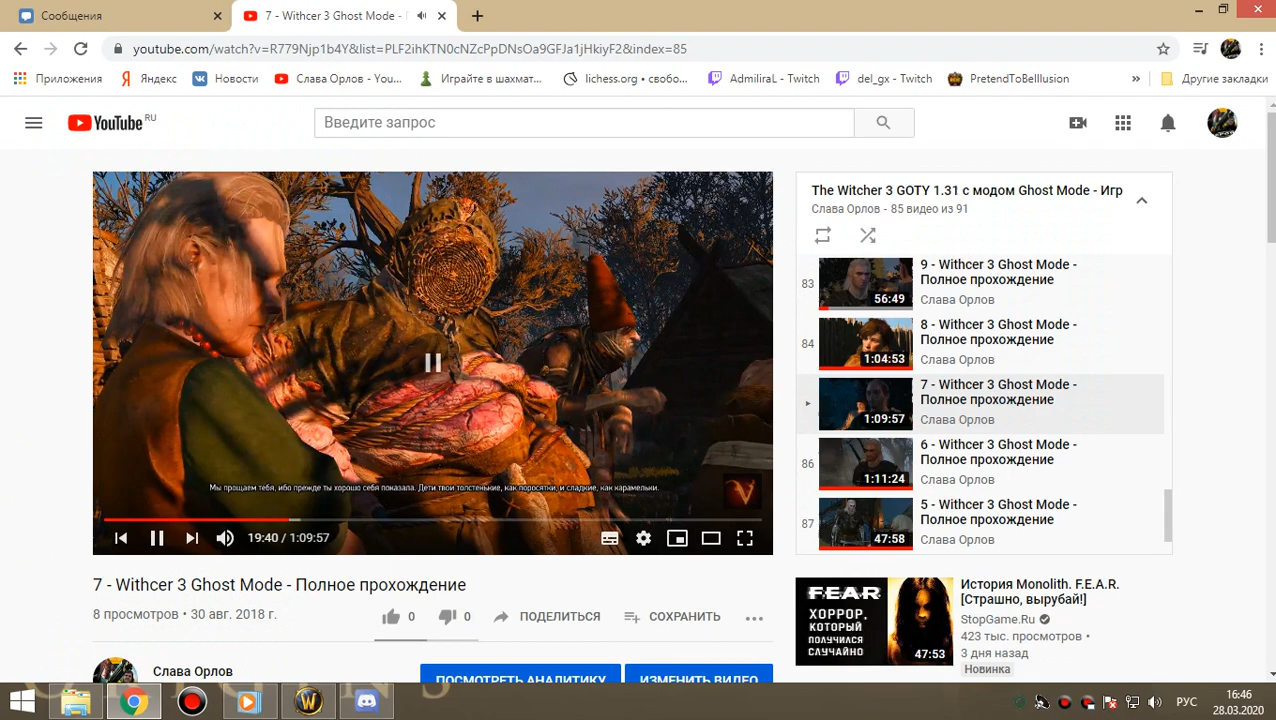 Сообщения
7 - Withcer 3 Ghost Mode -
youtube.com/watch?v=R779Njp1b4Y&list=PLF2ihKTN0cNZcPpDNsOa9GFJa1jHkiyF2&index=85
Приложения
Яндекс
Новости
Слава Орлов - You...
Играйте в шахмат...
lichess.org • свобо...
AdmiriraL - Twitch
del_gx - Twitch
PretendToBeIllusion
»
Другие закладки
YouTube RU
Введите запрос
Мы прощаем тебя, ибо прежде ты хорошо себя показала. Дети твои толстенькие, как поросятки, и сладкие, как карамельки.
19:40 / 1:09:57
7 - Withcer 3 Ghost Mode - Полное прохождение
8 просмотров • 30 авг. 2018 г.
0
0
ПОДЕЛИТЬСЯ
СОХРАНИТЬ
Слава Орлов
ПОСМОТРЕТЬ АНАЛИТИКУ
ИЗМЕНИТЬ ВИДЕО
The Witcher 3 GOTY 1.31 с модом Ghost Mode - Игр
Слава Орлов - 85 видео из 91
83
56:49
9 - Withcer 3 Ghost Mode -
Полное прохождение
Слава Орлов
84
1:04:53
8 - Withcer 3 Ghost Mode -
Полное прохождение
Слава Орлов
1:09:57
7 - Withcer 3 Ghost Mode -
Полное прохождение
Слава Орлов
86
1:11:24
6 - Withcer 3 Ghost Mode -
Полное прохождение
Слава Орлов
87
47:58
5 - Withcer 3 Ghost Mode -
Полное прохождение
Слава Орлов
FEAR
ХОРРОР,
КОТОРЫЙ
ПОЛУЧИЛСЯ
СЛУЧАЙНО
47:53
История Monolith. F.E.A.R.
[Страшно, вырубай!]
StopGame.Ru
423 тыс. просмотров •
3 дня назад
Новинка
РУС
16:46
28.03.2020